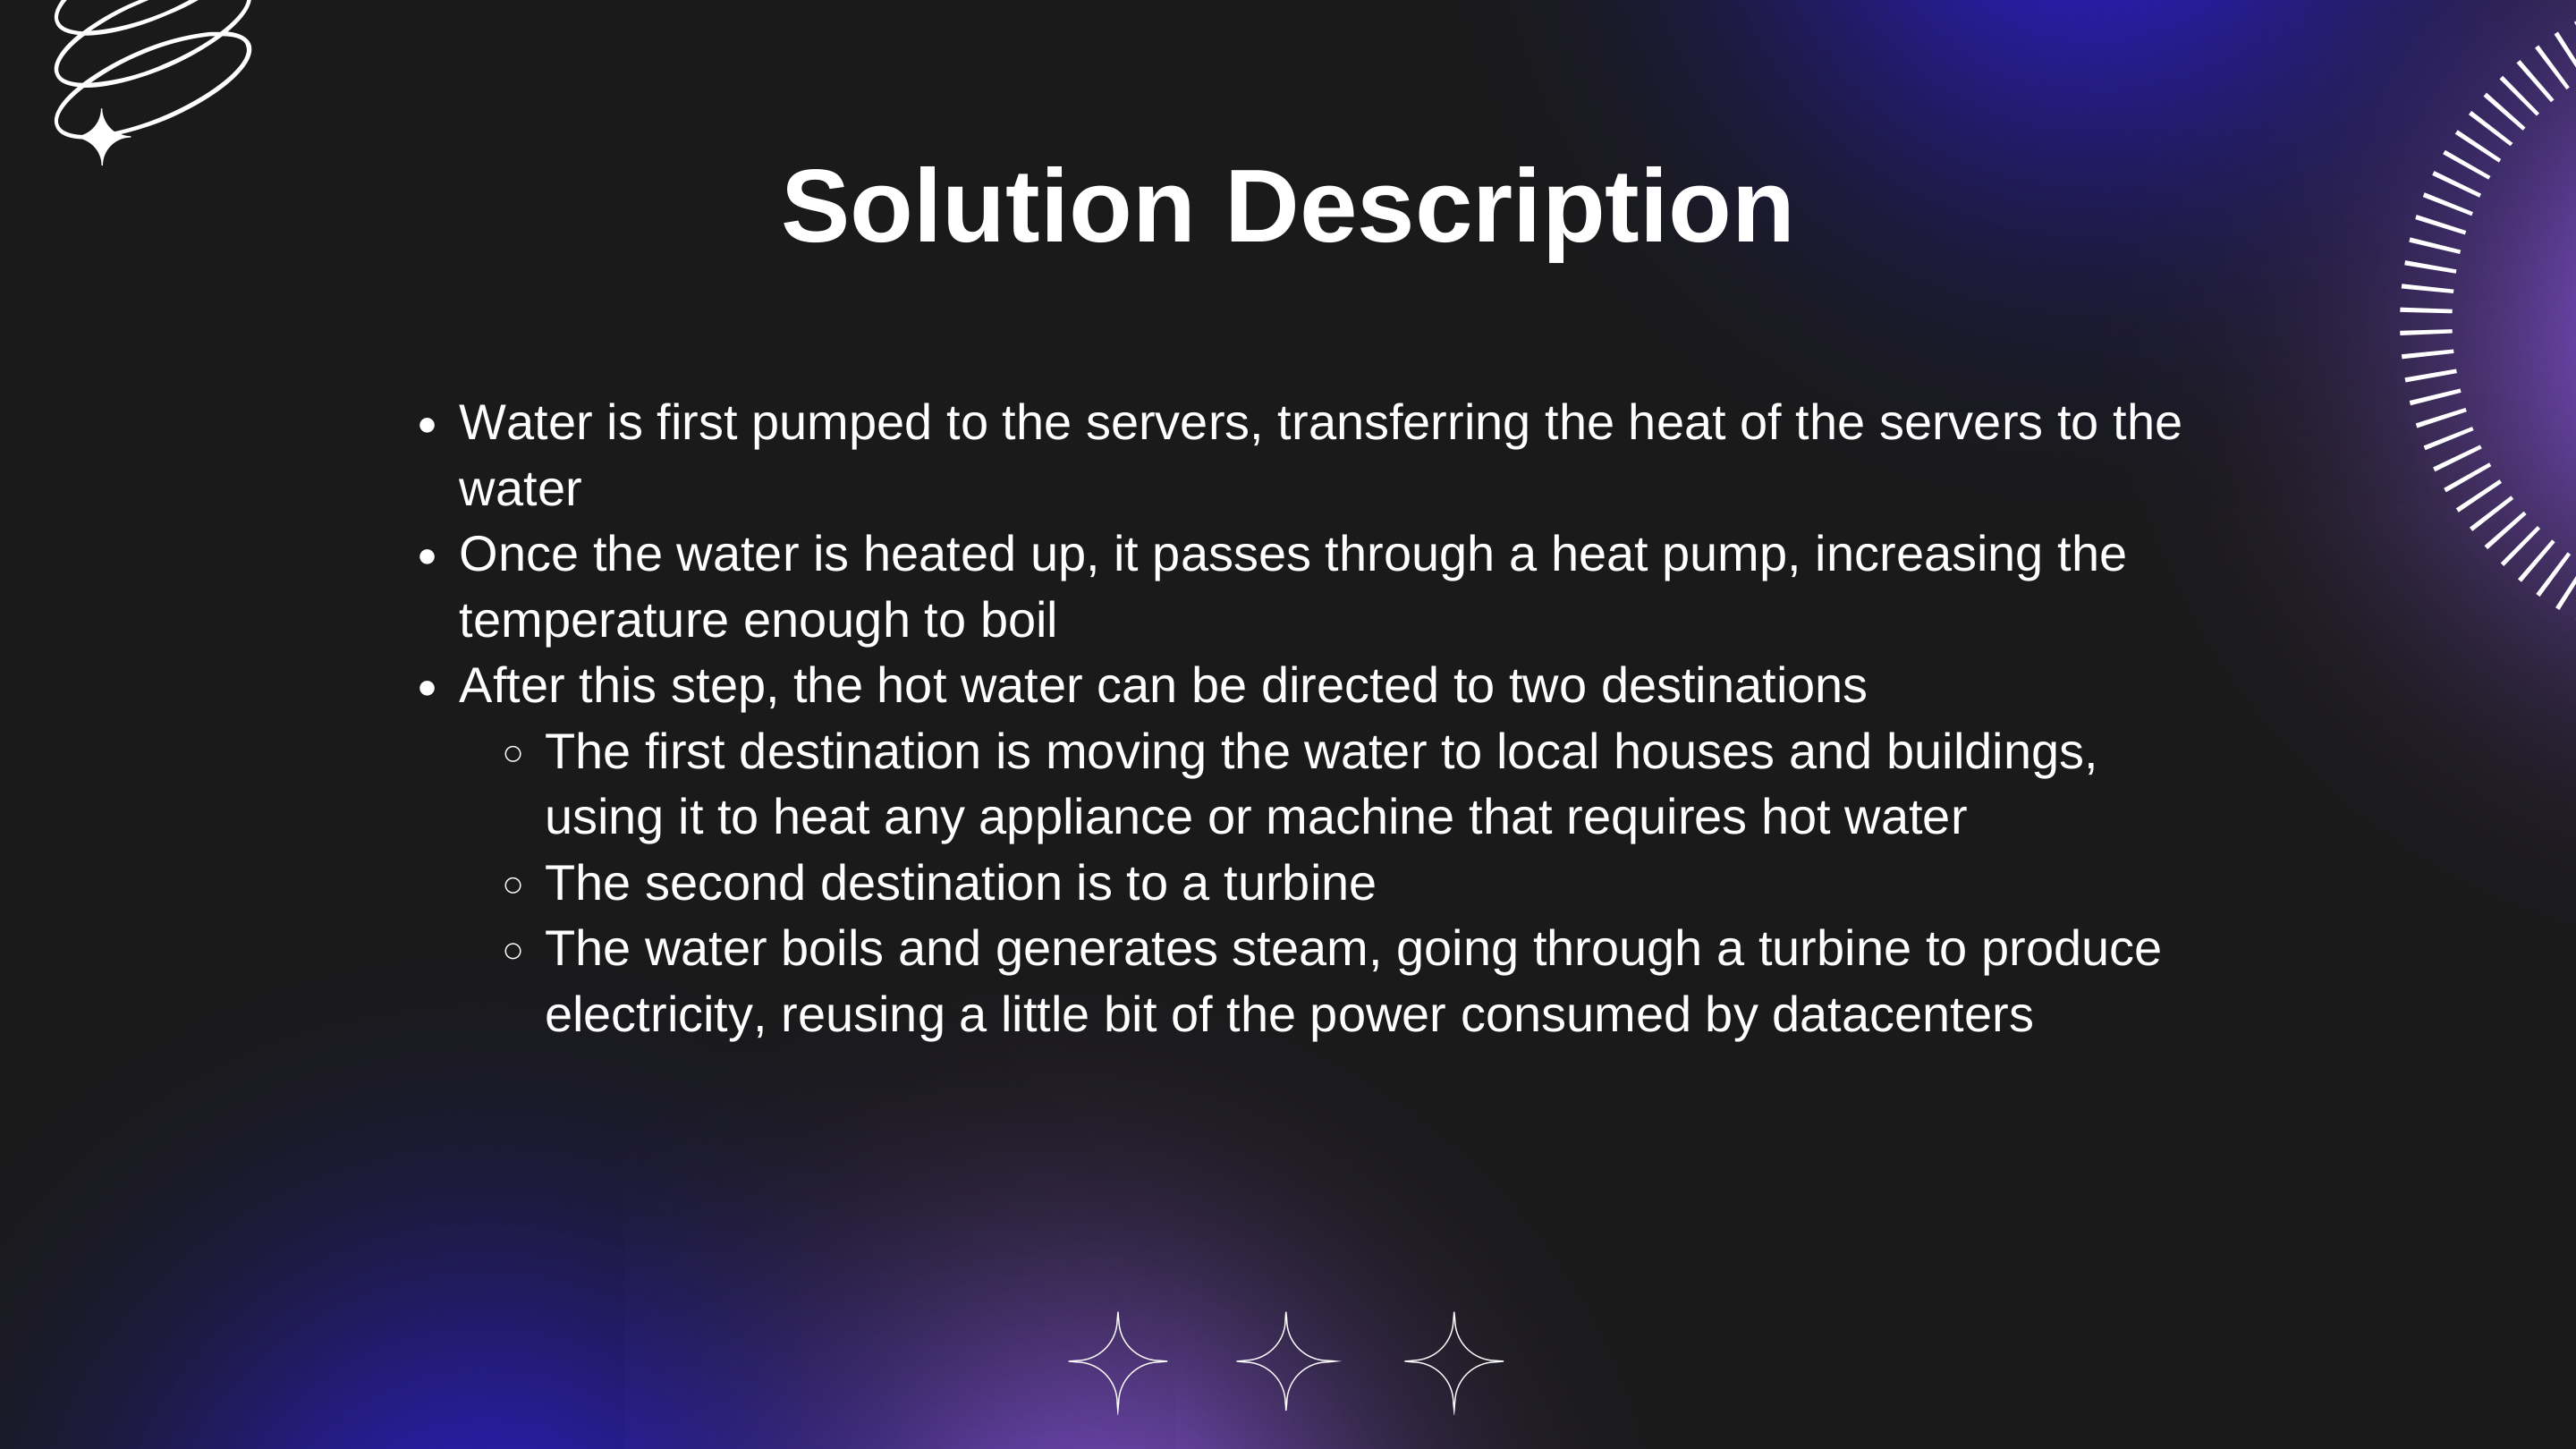 Solution Description
• Water is first pumped to the servers, transferring the heat of the servers to the
water
• Once the water is heated up, it passes through a heat pump, increasing the
temperature enough to boil
• After this step, the hot water can be directed to two destinations
○ The first destination is moving the water to local houses and buildings,
using it to heat any appliance or machine that requires hot water
○ The second destination is to a turbine
○ The water boils and generates steam, going through a turbine to produce
electricity, reusing a little bit of the power consumed by datacenters